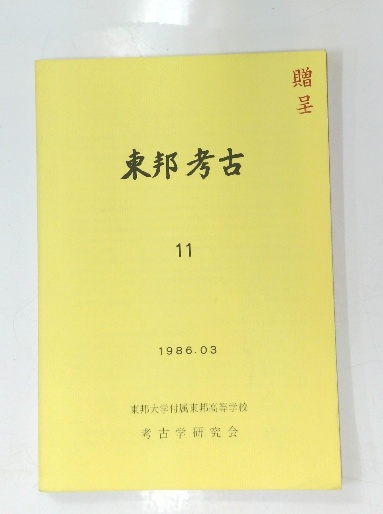 贈呈
東邦考古
11
1986.03
東邦大学付属東邦高等学校
考古学研究会